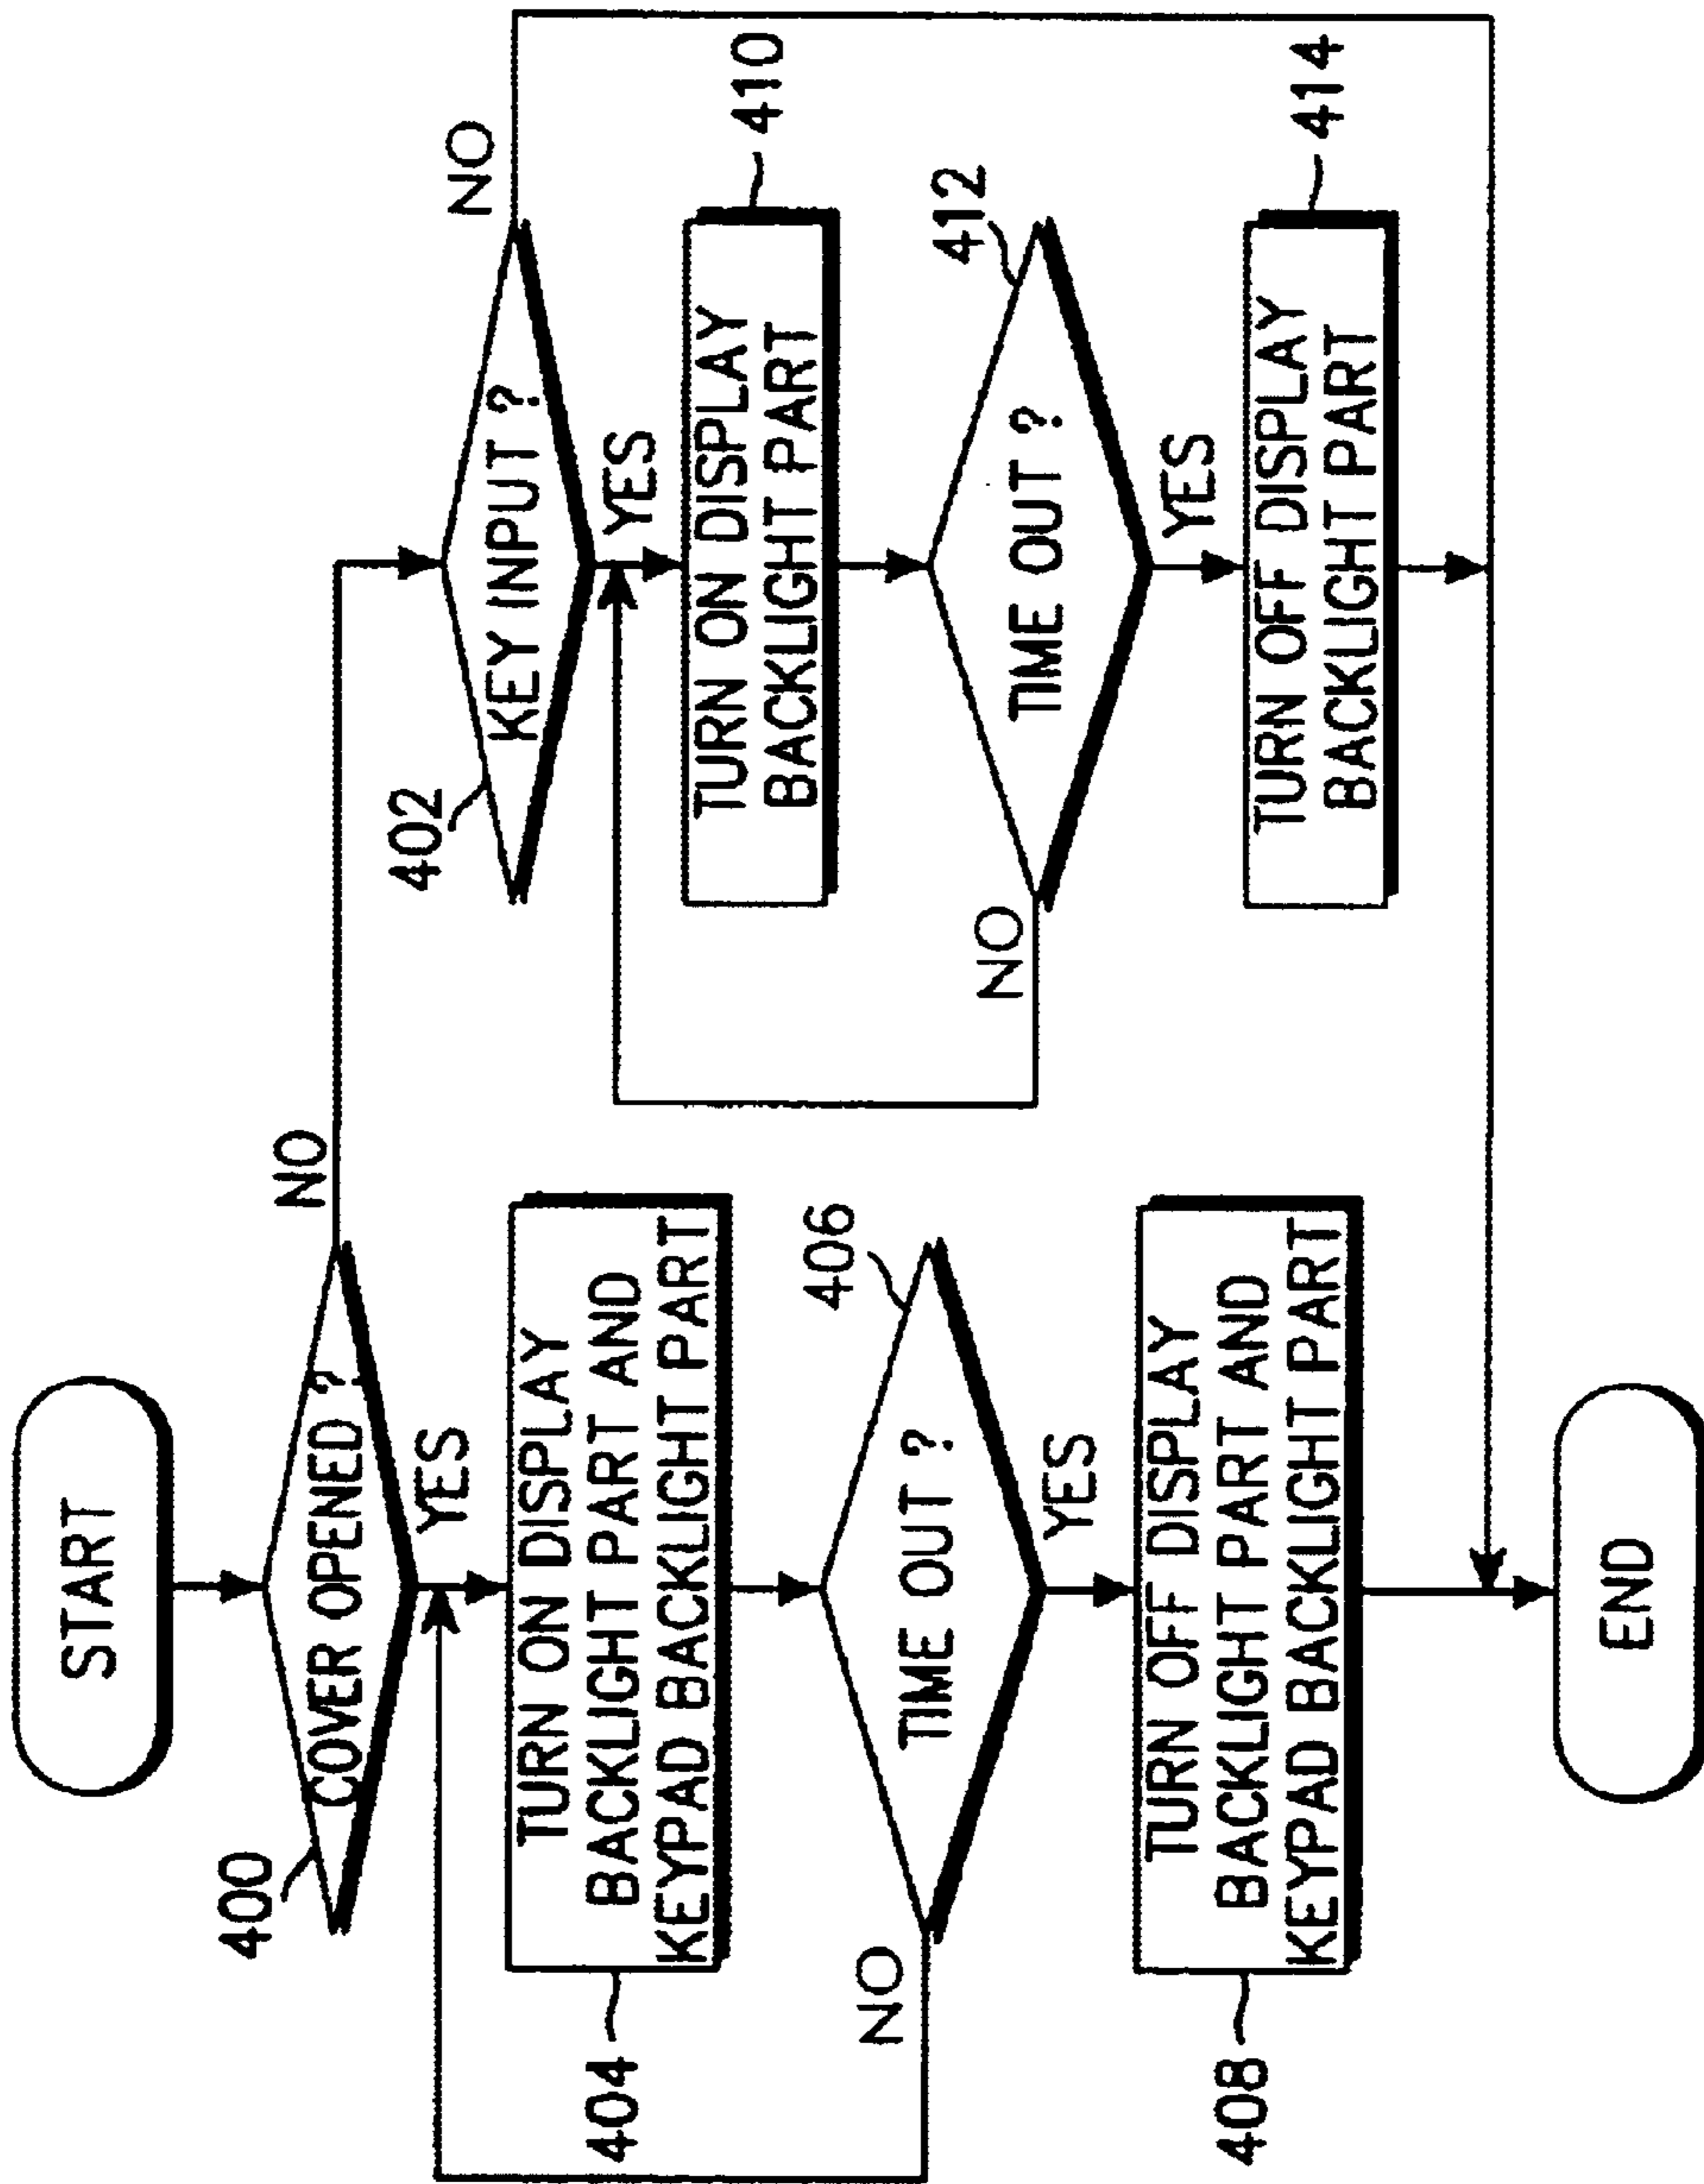 START
400
COVER OPENED ?
NO
YES
404
TURN ON DISPLAY
BACKLIGHT PART AND
KEYPAD BACKLIGHT PART
406
TIME OUT ?
NO
YES
408
TURN OFF DISPLAY
BACKLIGHT PART AND
KEYPAD BACKLIGHT PART
END
402
KEY INPUT ?
NO
YES
TURN ON DISPLAY
BACKLIGHT PART
410
412
TIME OUT ?
NO
YES
TURN OFF DISPLAY
BACKLIGHT PART
414